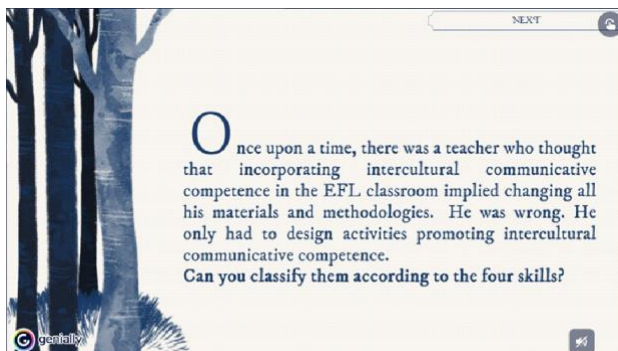 NEXT
Once upon a time, there was a teacher who thought
that incorporating intercultural communicative
competence in the EFL classroom implied changing all
his materials and methodologies. He was wrong. He
only had to design activities promoting intercultural
communicative competence.
Can you classify them according to the four skills?
genially